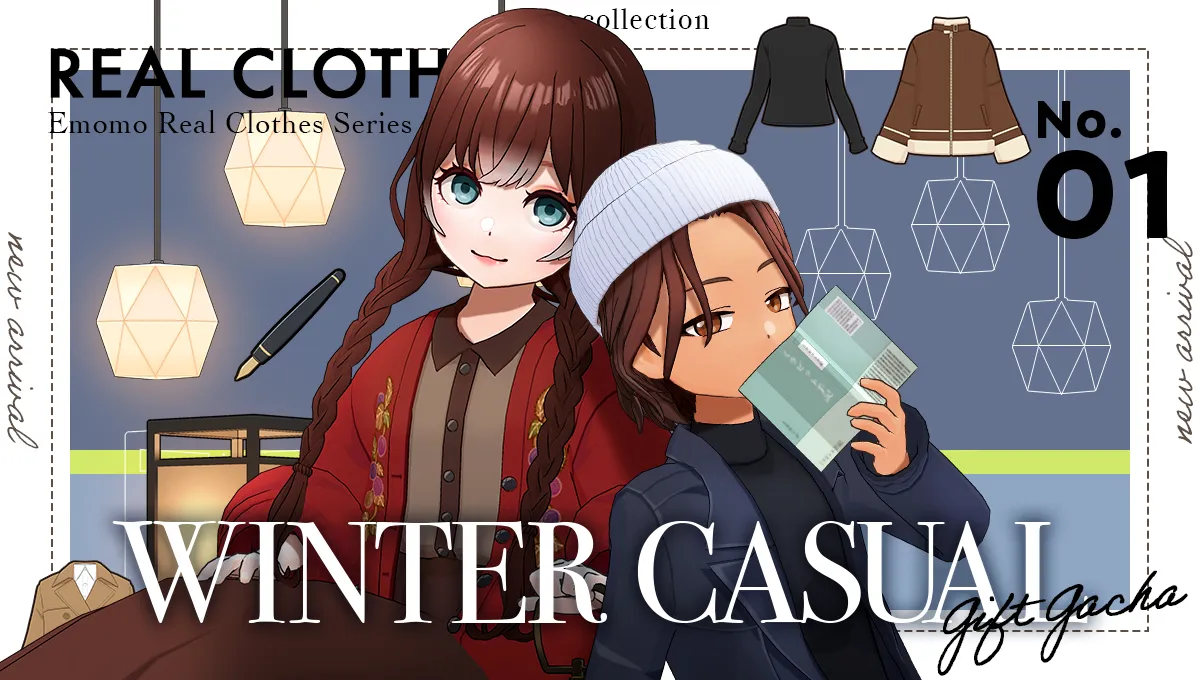 collection
REAL CLOTH
Emomo Real Clothes Series
No.
01
new arrival
new arrival
WINTER CASUAL
Gift Gacha